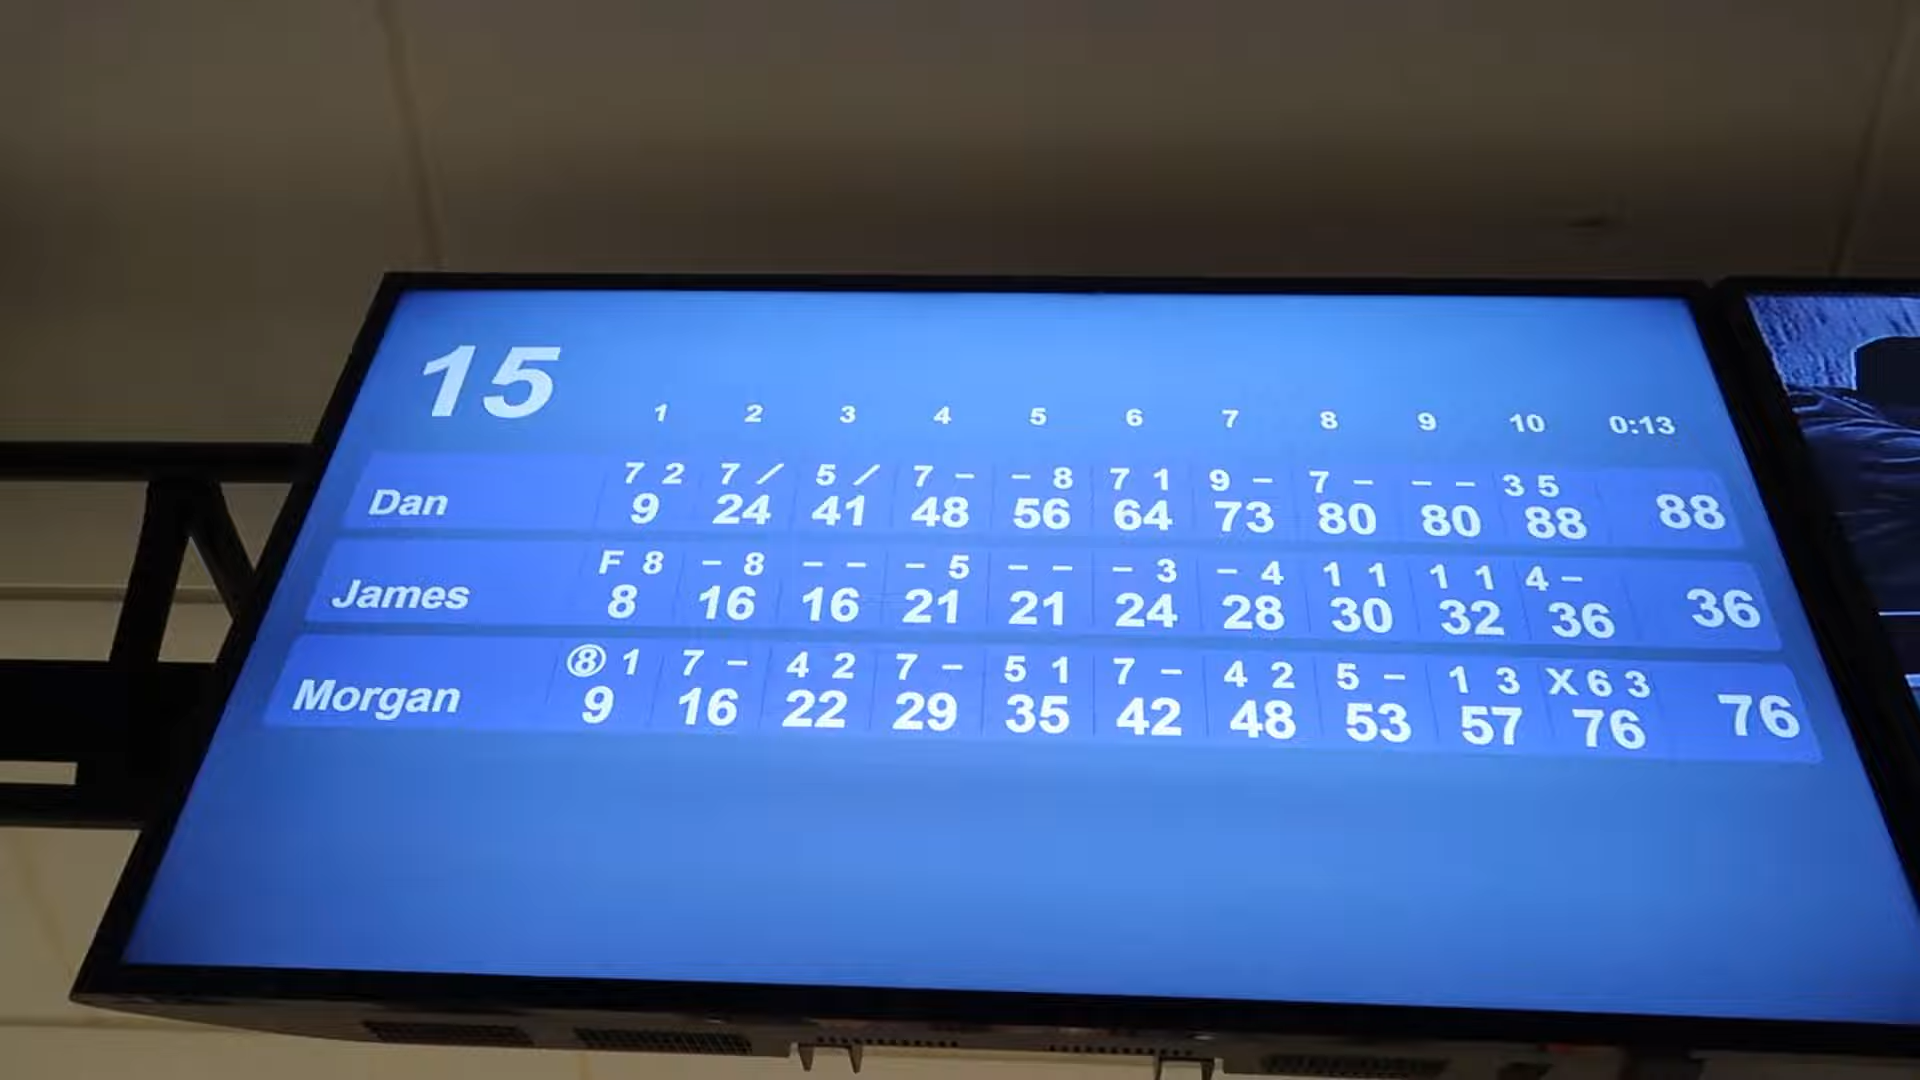 15
1 2 3 4 5 6 7 8 9 10 0:13
7 2 7 / 5 / 7 - - 8 7 1 9 - 7 - - - 3 5
Dan 9 24 41 48 56 64 73 80 80 88 88
F 8 - 8 - - - 5 - - - 3 - 4 1 1 1 1 4 -
James 8 16 16 21 21 24 28 30 32 36 36
⑧ 1 7 - 4 2 7 - 5 1 7 - 4 2 5 - 1 3 X 6 3
Morgan 9 16 22 29 35 42 48 53 57 76 76